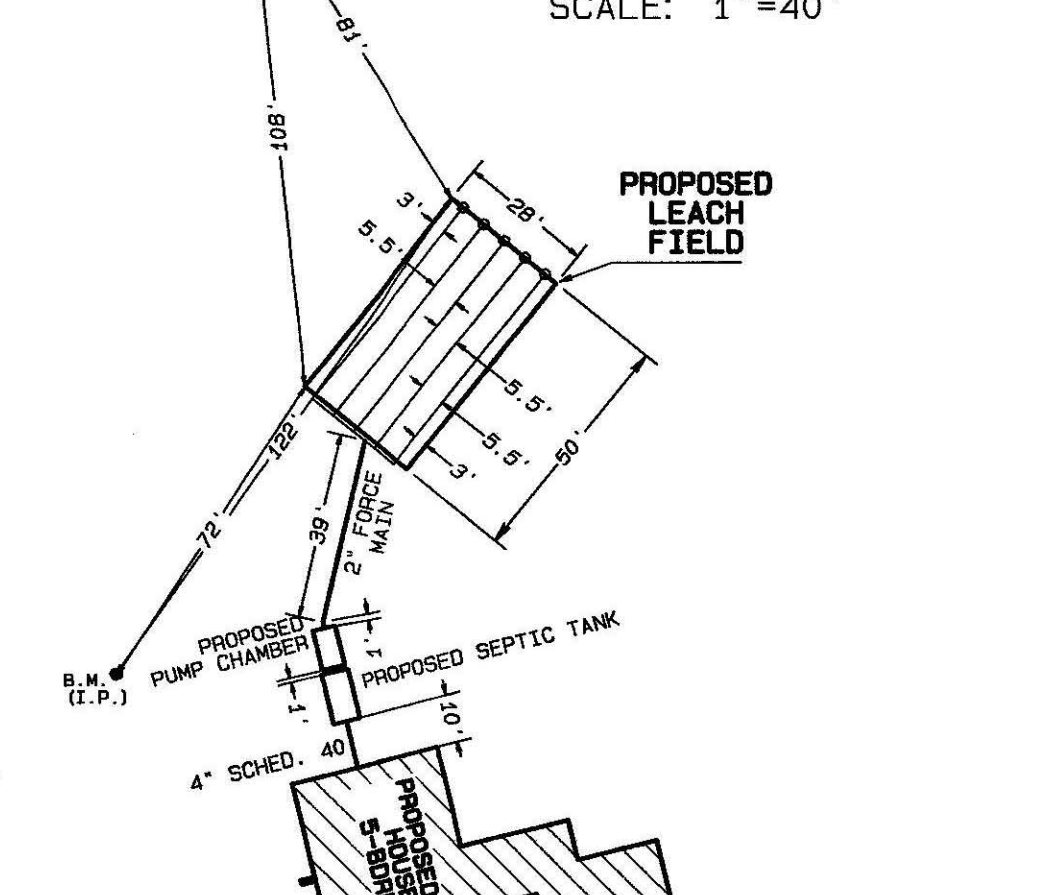 SCALE: 1"=40'
81'
108'
PROPOSED
LEACH
FIELD
28'
3'
5.5'
5.5'
5.5'
3'
50'
122'
72'
39'
2" FORCE
MAIN
PROPOSED
PUMP CHAMBER
1'
PROPOSED SEPTIC TANK
B.M.
(I.P.)
1'
10'
4" SCHED. 40
PROPOSED
HOUSE
5-BDR